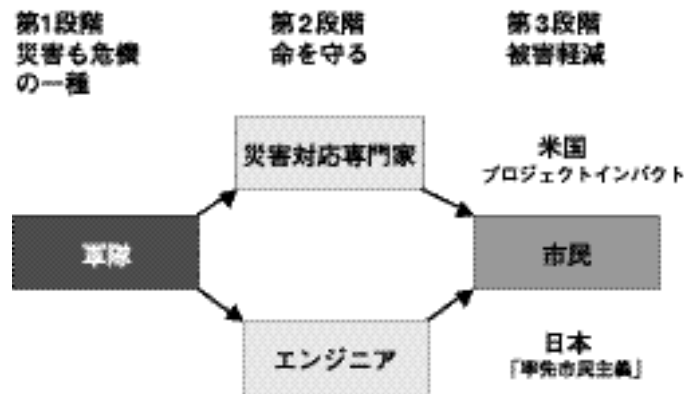 第1段階
災害も危機
の一種
第2段階
命を守る
第3段階
被害軽減
災害対応専門家
米国
プロジェクトインパクト
軍隊
市民
エンジニア
日本
「率先市民主義」